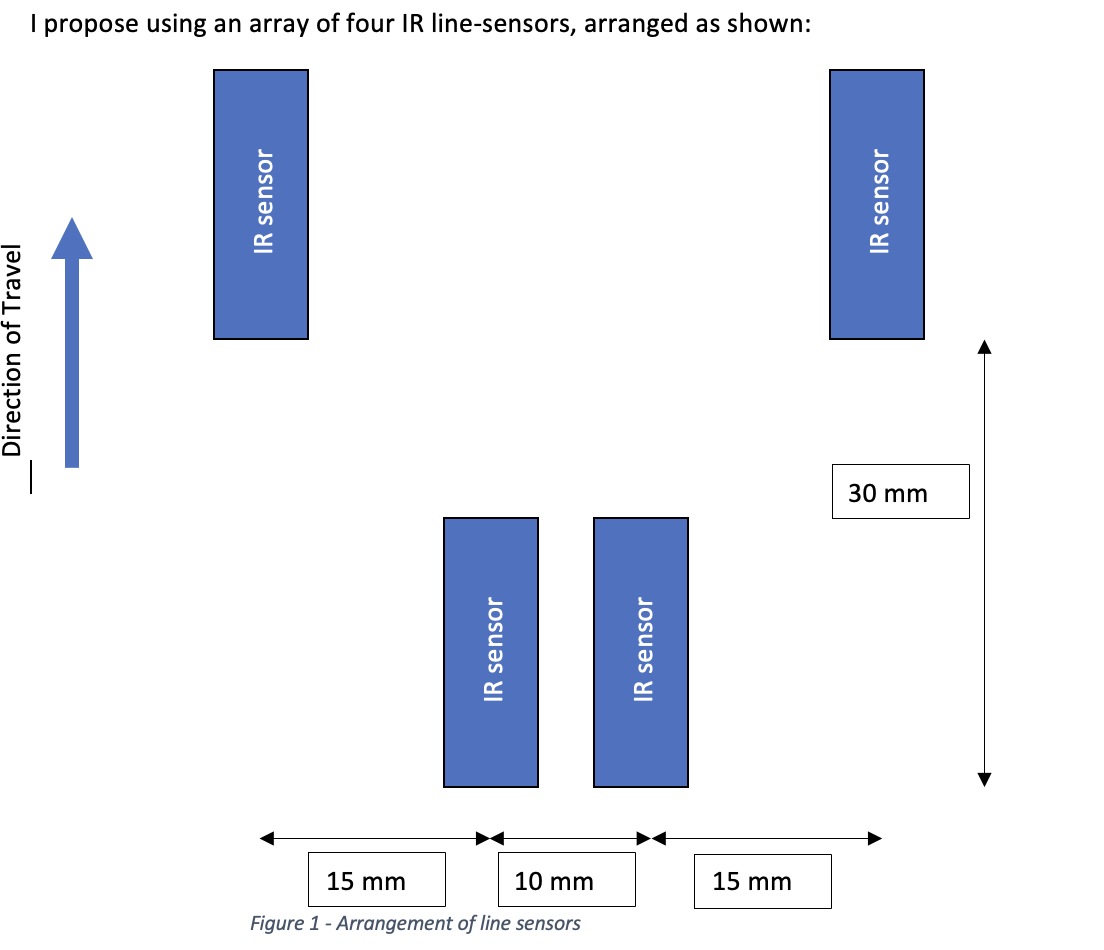 I propose using an array of four IR line-sensors, arranged as shown:
IR sensor
IR sensor
Direction of Travel
30 mm
IR sensor
IR sensor
15 mm
10 mm
15 mm
Figure 1 - Arrangement of line sensors